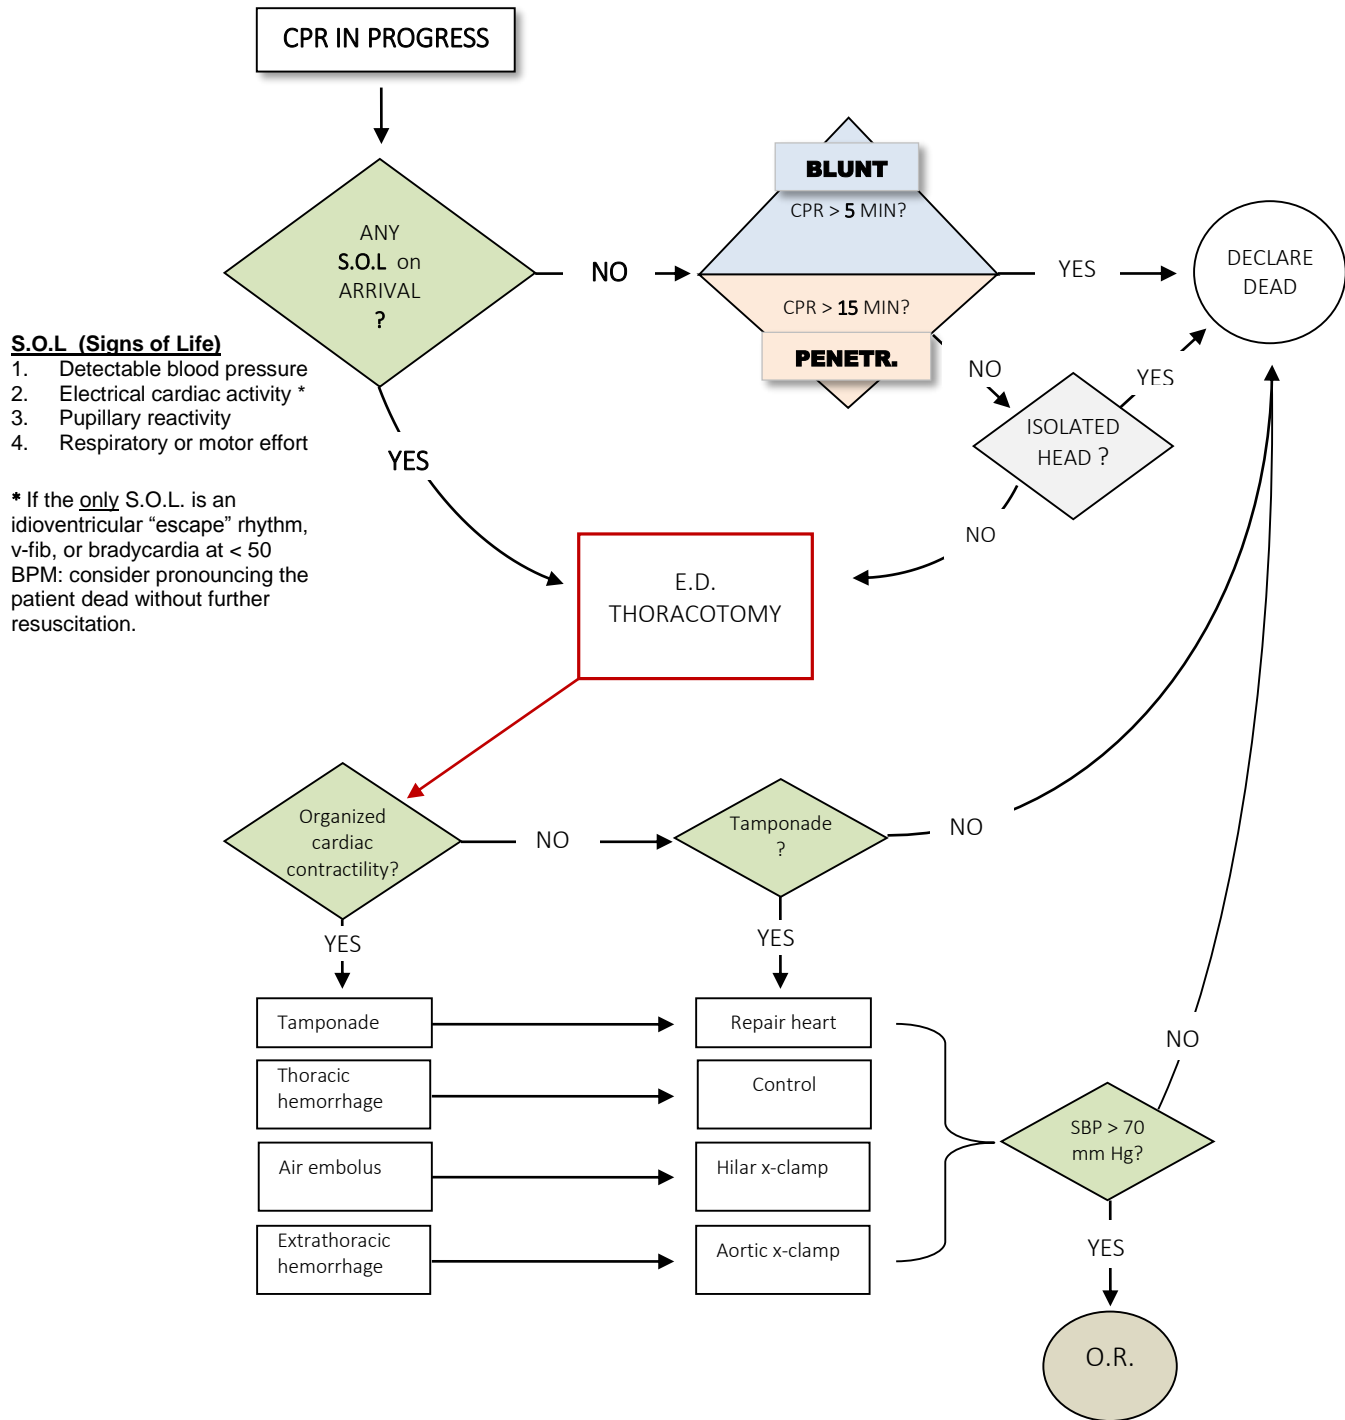 CPR IN PROGRESS
ANY
S.O.L on
ARRIVAL
?
NO
BLUNT
CPR > 5 MIN?
CPR > 15 MIN?
PENETR.
YES
DECLARE
DEAD
NO
YES
ISOLATED
HEAD ?
NO
S.O.L (Signs of Life)
1. Detectable blood pressure
2. Electrical cardiac activity *
3. Pupillary reactivity
4. Respiratory or motor effort
* If the only S.O.L. is an
idioventricular “escape” rhythm,
v-fib, or bradycardia at < 50
BPM: consider pronouncing the
patient dead without further
resuscitation.
YES
E.D.
THORACOTOMY
Organized
cardiac
contractility?
NO
Tamponade
?
NO
YES
YES
Tamponade
Repair heart
Thoracic
hemorrhage
Control
Air embolus
Hilar x-clamp
Extrathoracic
hemorrhage
Aortic x-clamp
SBP > 70
mm Hg?
NO
YES
O.R.